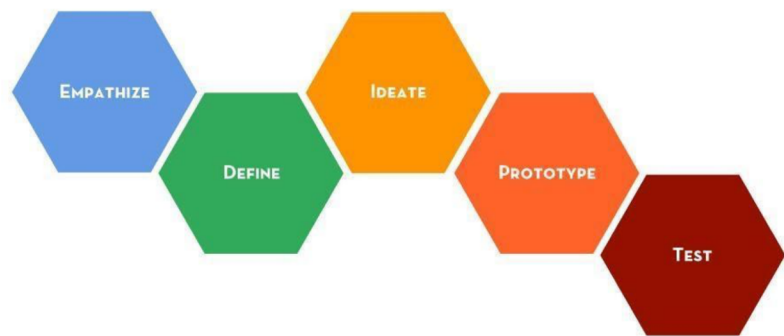 EMPATHIZE
DEFINE
IDEATE
PROTOTYPE
TEST